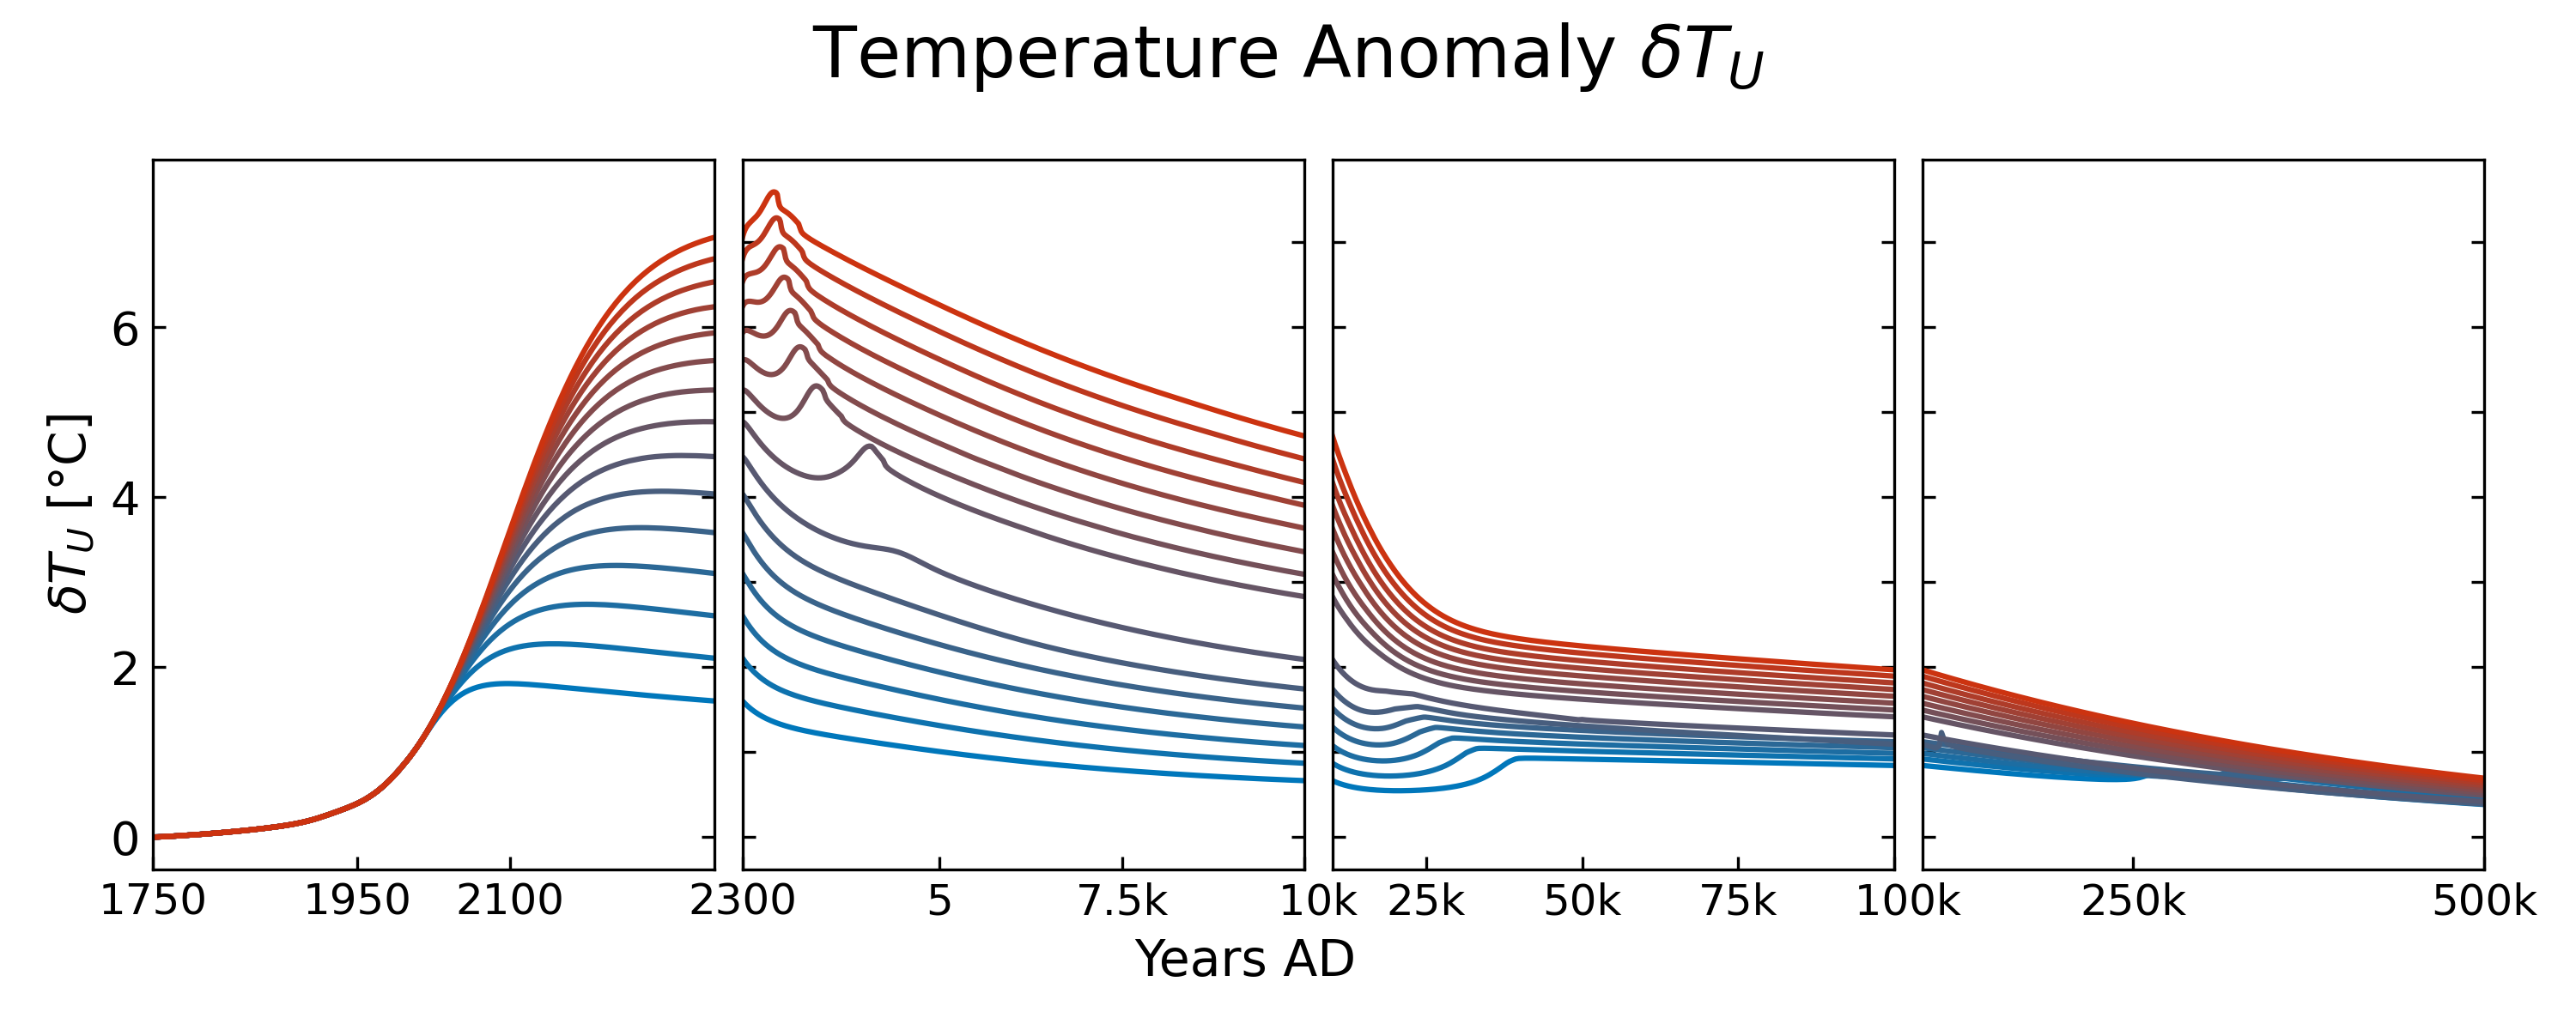 Temperature Anomaly δT_U
δT_U [°C]
6
4
2
0
1750 1950 2100 2300 5 7.5k 10k 25k 50k 75k 100k 250k 500k
Years AD